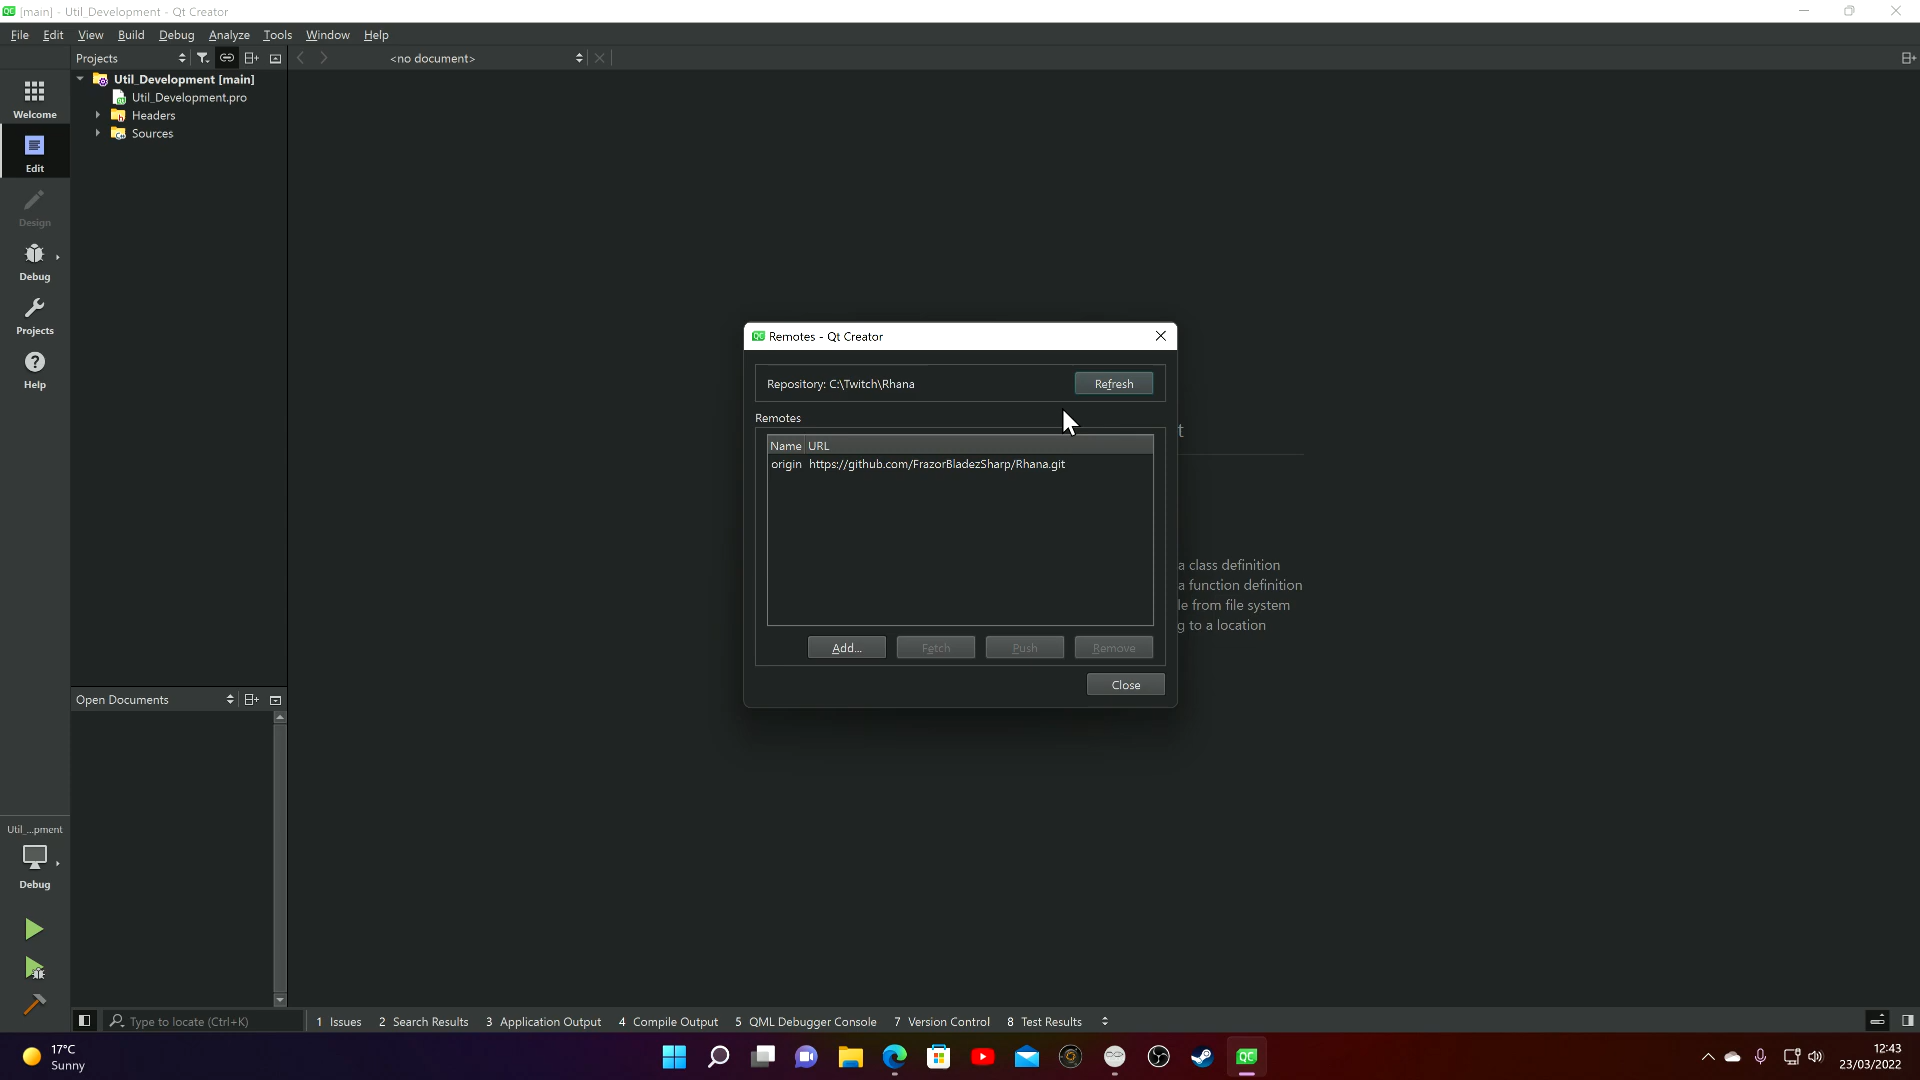 [main] - Util_Development - Qt Creator
File Edit View Build Debug Analyze Tools Window Help
Projects
<no document>
Util_Development [main]
Util_Development.pro
Headers
Sources
Welcome
Edit
Design
Debug
Projects
Help
Remotes - Qt Creator
Repository: C:\Twitch\Rhana
Refresh
Remotes
Name URL
origin https://github.com/FrazorBladezSharp/Rhana.git
Add...
Fetch
Push
Remove
Close
t
a class definition
a function definition
le from file system
g to a location
Open Documents
Util_...pment
Debug
Type to locate (Ctrl+K)
1 Issues 2 Search Results 3 Application Output 4 Compile Output 5 QML Debugger Console 7 Version Control 8 Test Results
17°C
Sunny
12:43
23/03/2022